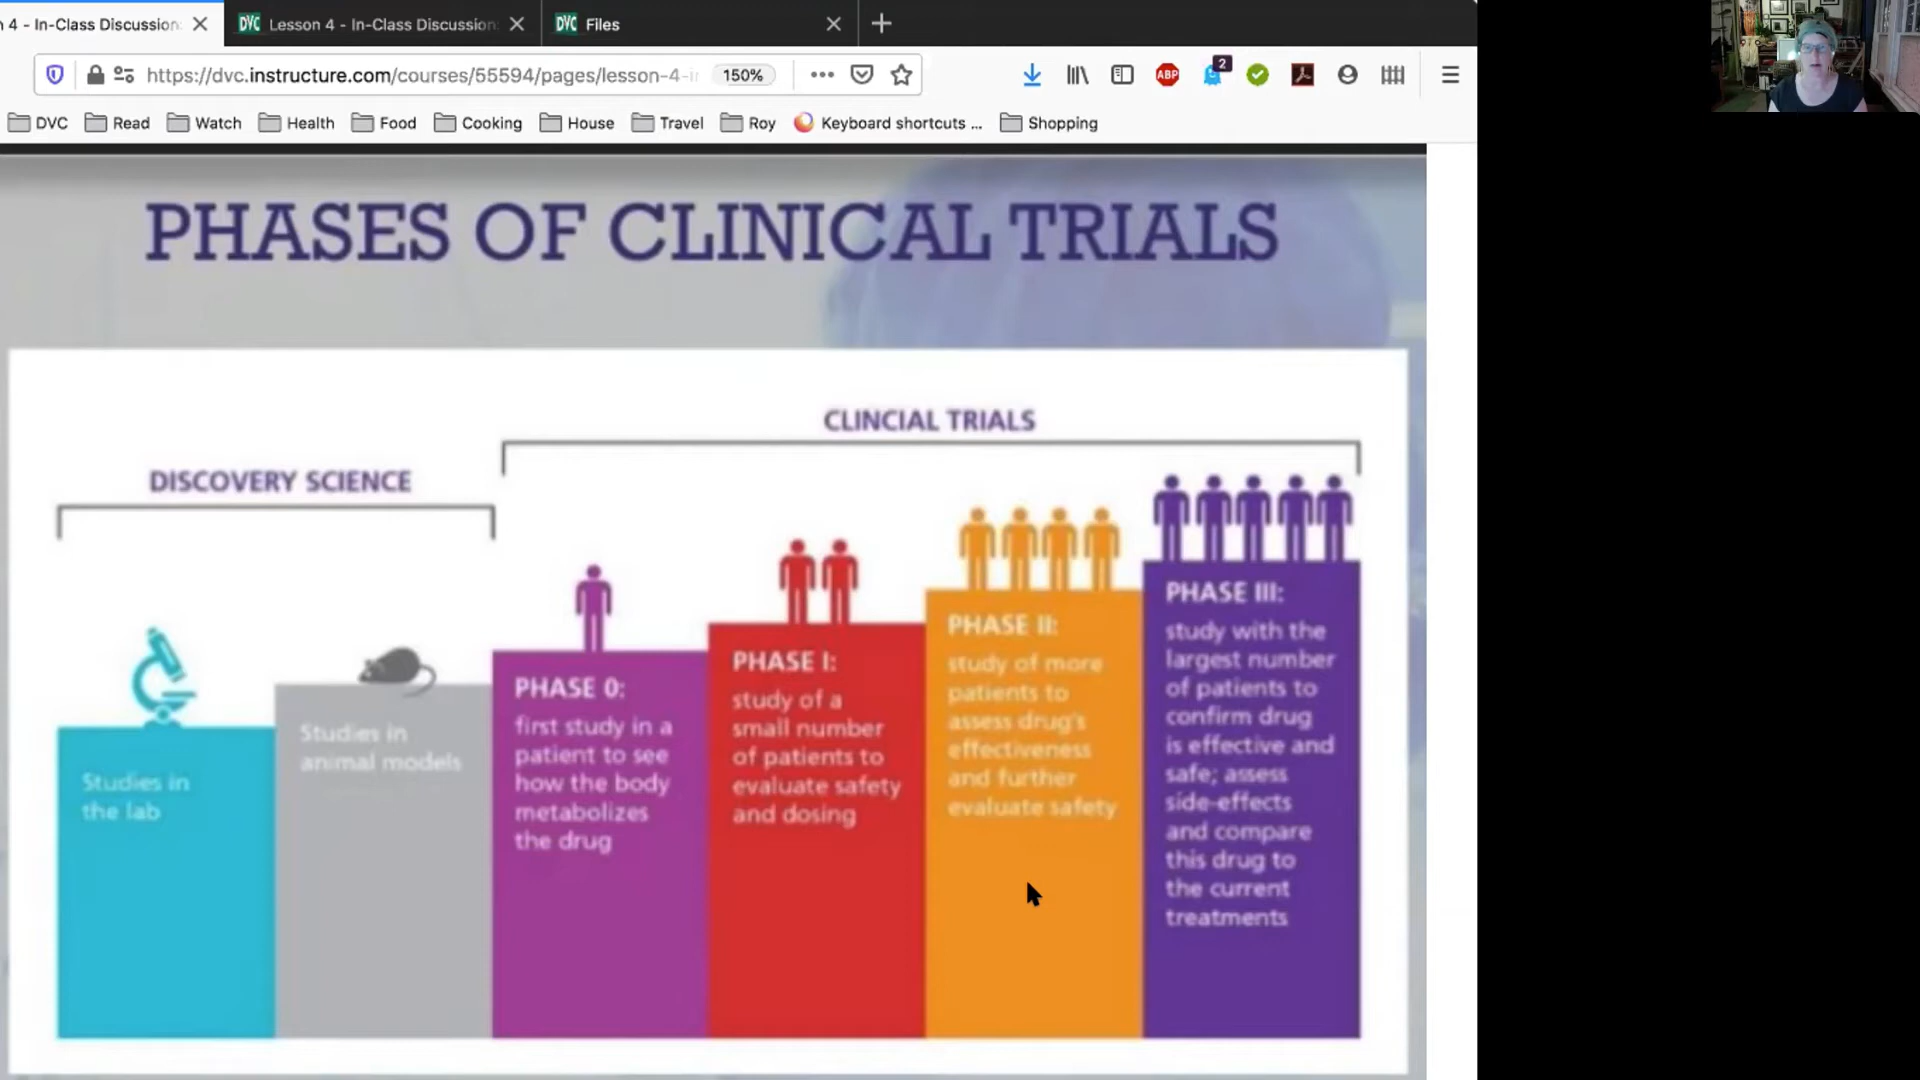 n 4 - In-Class Discussion:
DVC Lesson 4 - In-Class Discussion:
DVC Files
https://dvc.instructure.com/courses/55594/pages/lesson-4-i
150%
ABP
2
DVC
Read
Watch
Health
Food
Cooking
House
Travel
Roy
Keyboard shortcuts ...
Shopping
PHASES OF CLINICAL TRIALS
CLINCIAL TRIALS
DISCOVERY SCIENCE
Studies in
the lab
Studies in
animal models
PHASE 0:
first study in a
patient to see
how the body
metabolizes
the drug
PHASE I:
study of a
small number
of patients to
evaluate safety
and dosing
PHASE II:
study of more
patients to
assess drug's
effectiveness
and further
evaluate safety
PHASE III:
study with the
largest number
of patients to
confirm drug
is effective and
safe; assess
side-effects
and compare
this drug to
the current
treatments